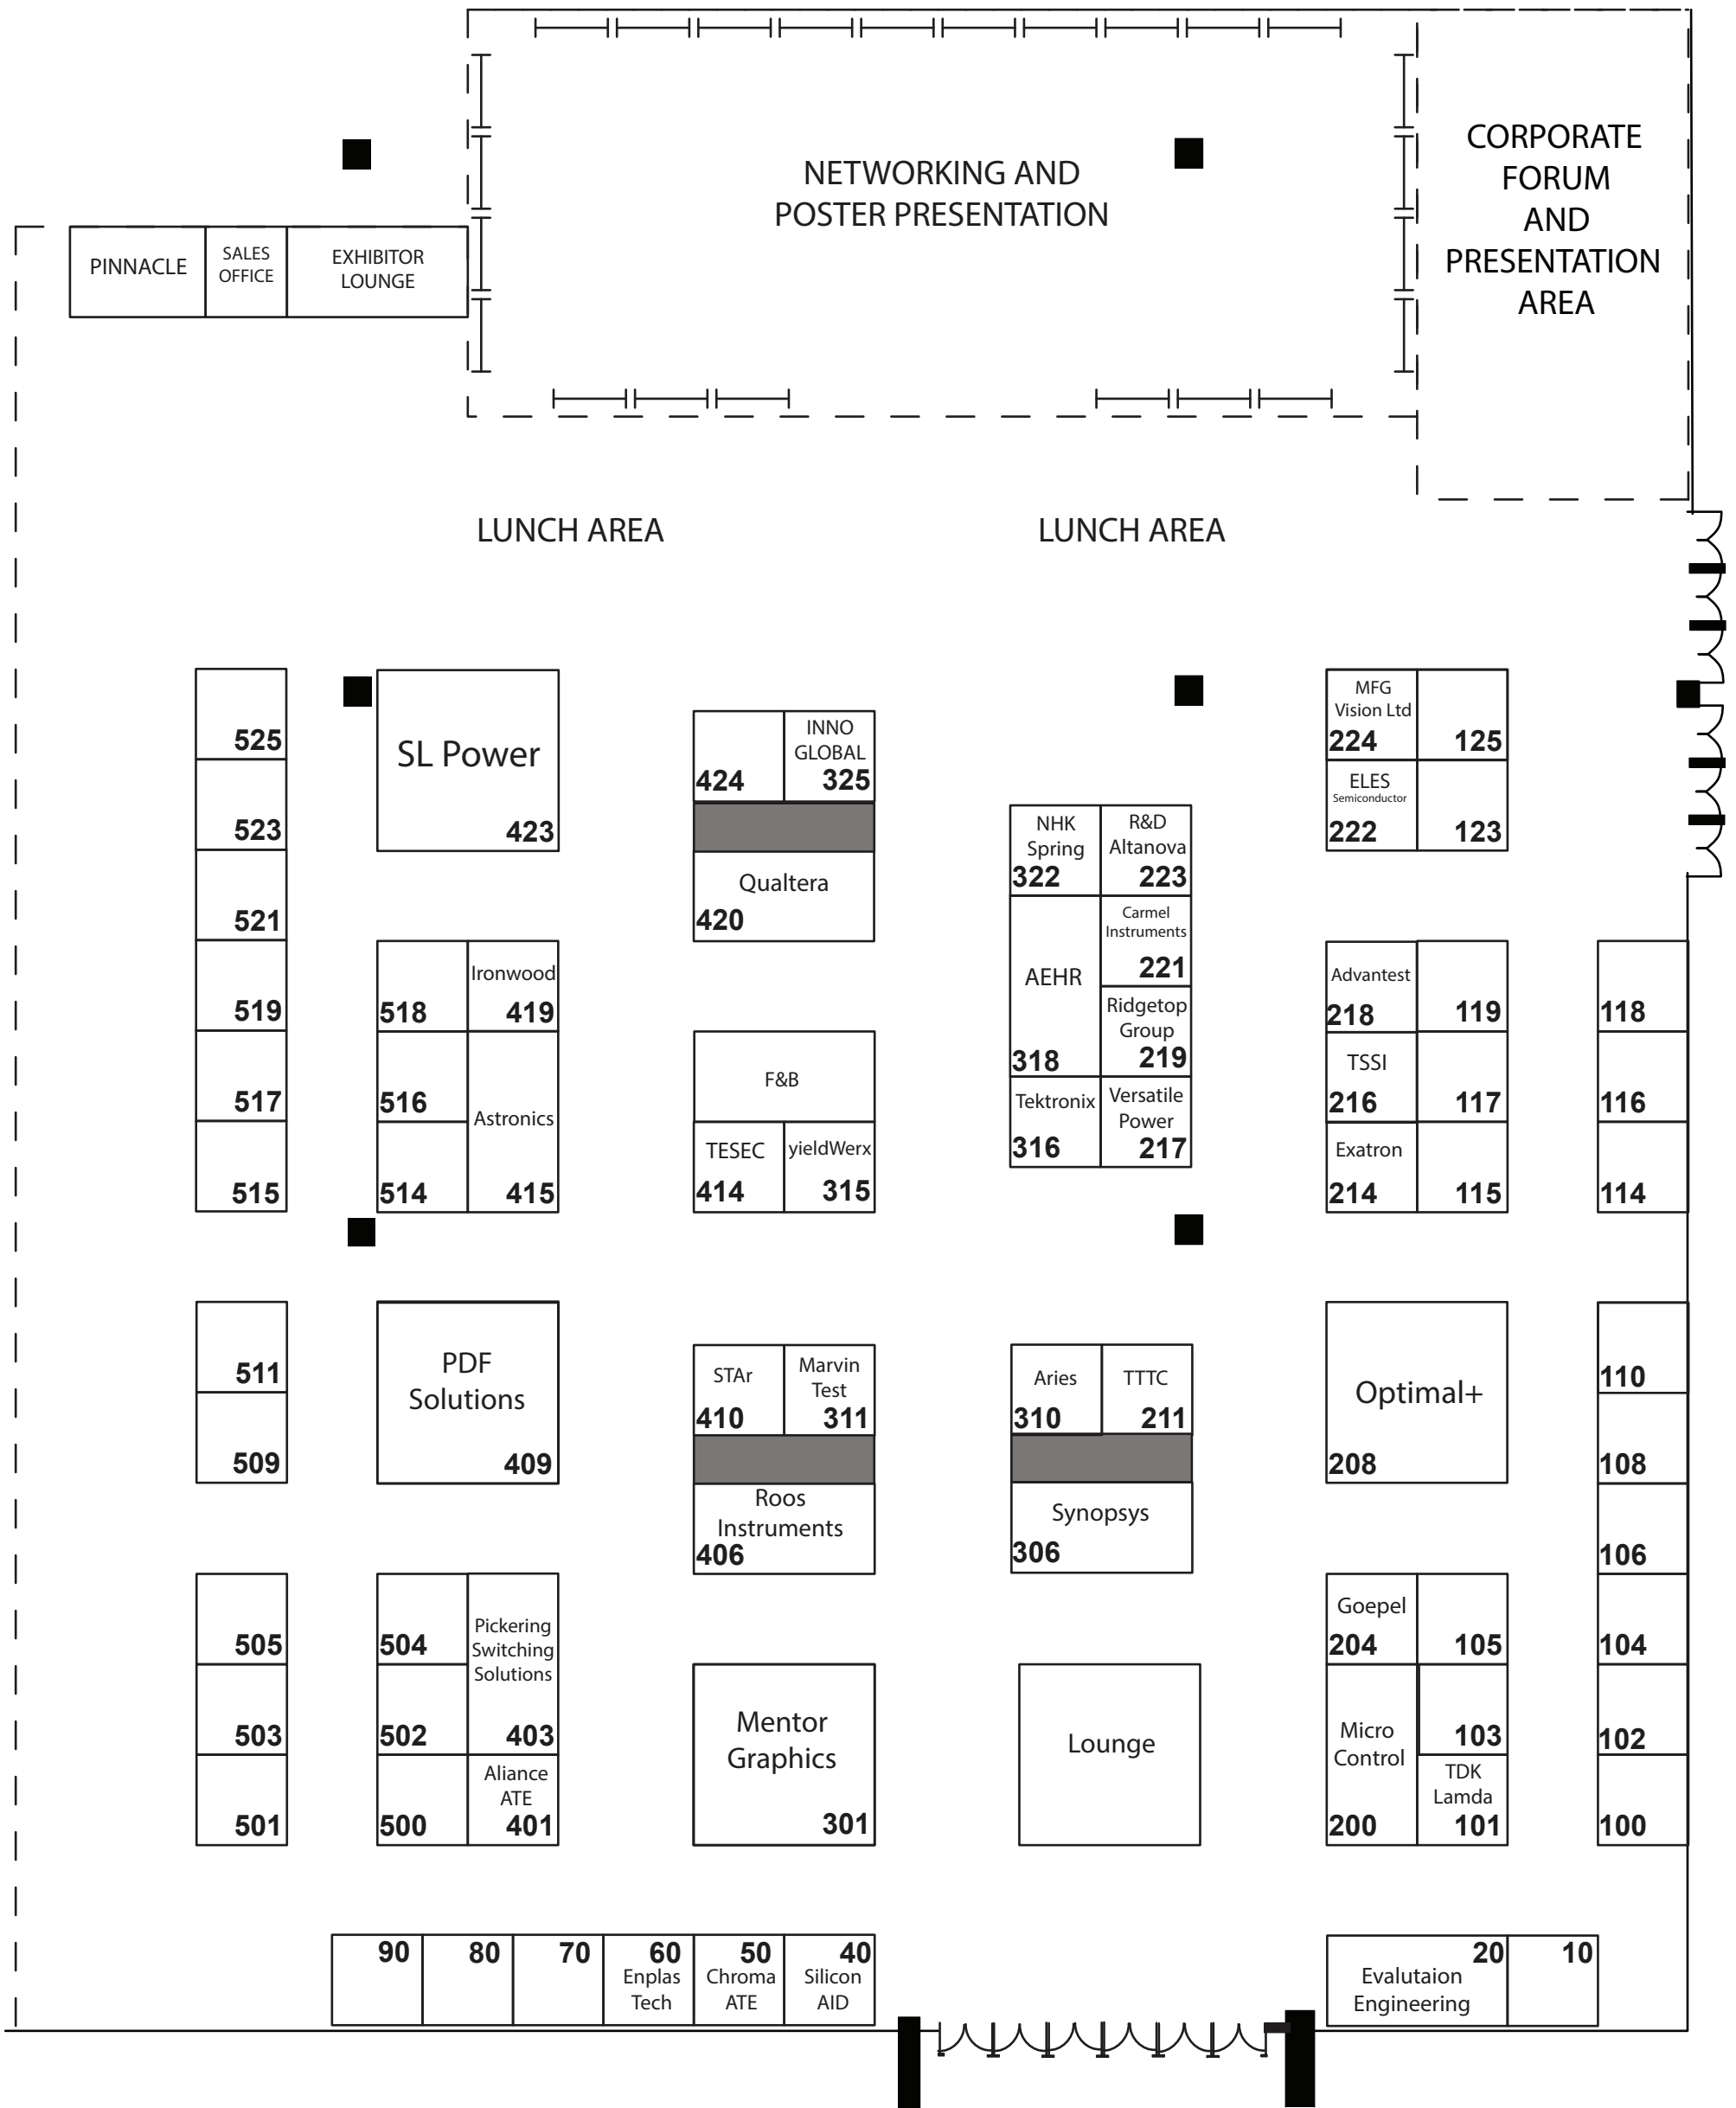 NETWORKING AND
POSTER PRESENTATION
CORPORATE
FORUM
AND
PRESENTATION
AREA
PINNACLE
SALES
OFFICE
EXHIBITOR
LOUNGE
LUNCH AREA
LUNCH AREA
525
523
521
519
517
515
SL Power
423
424
INNO
GLOBAL
325
Qualtera
420
NHK
Spring
322
R&D
Altanova
223
AEHR
318
Carmel
Instruments
221
Ridgetop
Group
219
Tektronix
316
Versatile
Power
217
MFG
Vision Ltd
224
125
ELES
Semiconductor
222
123
518
Ironwood
419
516
Astronics
514
415
F&B
TESEC
414
yieldWerx
315
Advantest
218
119
TSSI
216
117
Exatron
214
115
118
116
114
511
509
PDF
Solutions
409
STAr
410
Marvin
Test
311
Roos
Instruments
406
Aries
310
TTTC
211
Synopsys
306
Optimal+
208
110
108
106
104
102
100
505
503
501
504
502
500
Pickering
Switching
Solutions
403
Aliance
ATE
401
Mentor
Graphics
301
Lounge
Goepel
204
105
Micro
Control
200
103
TDK
Lamda
101
90
80
70
60
Enplas
Tech
50
Chroma
ATE
40
Silicon
AID
20
Evalutaion
Engineering
10